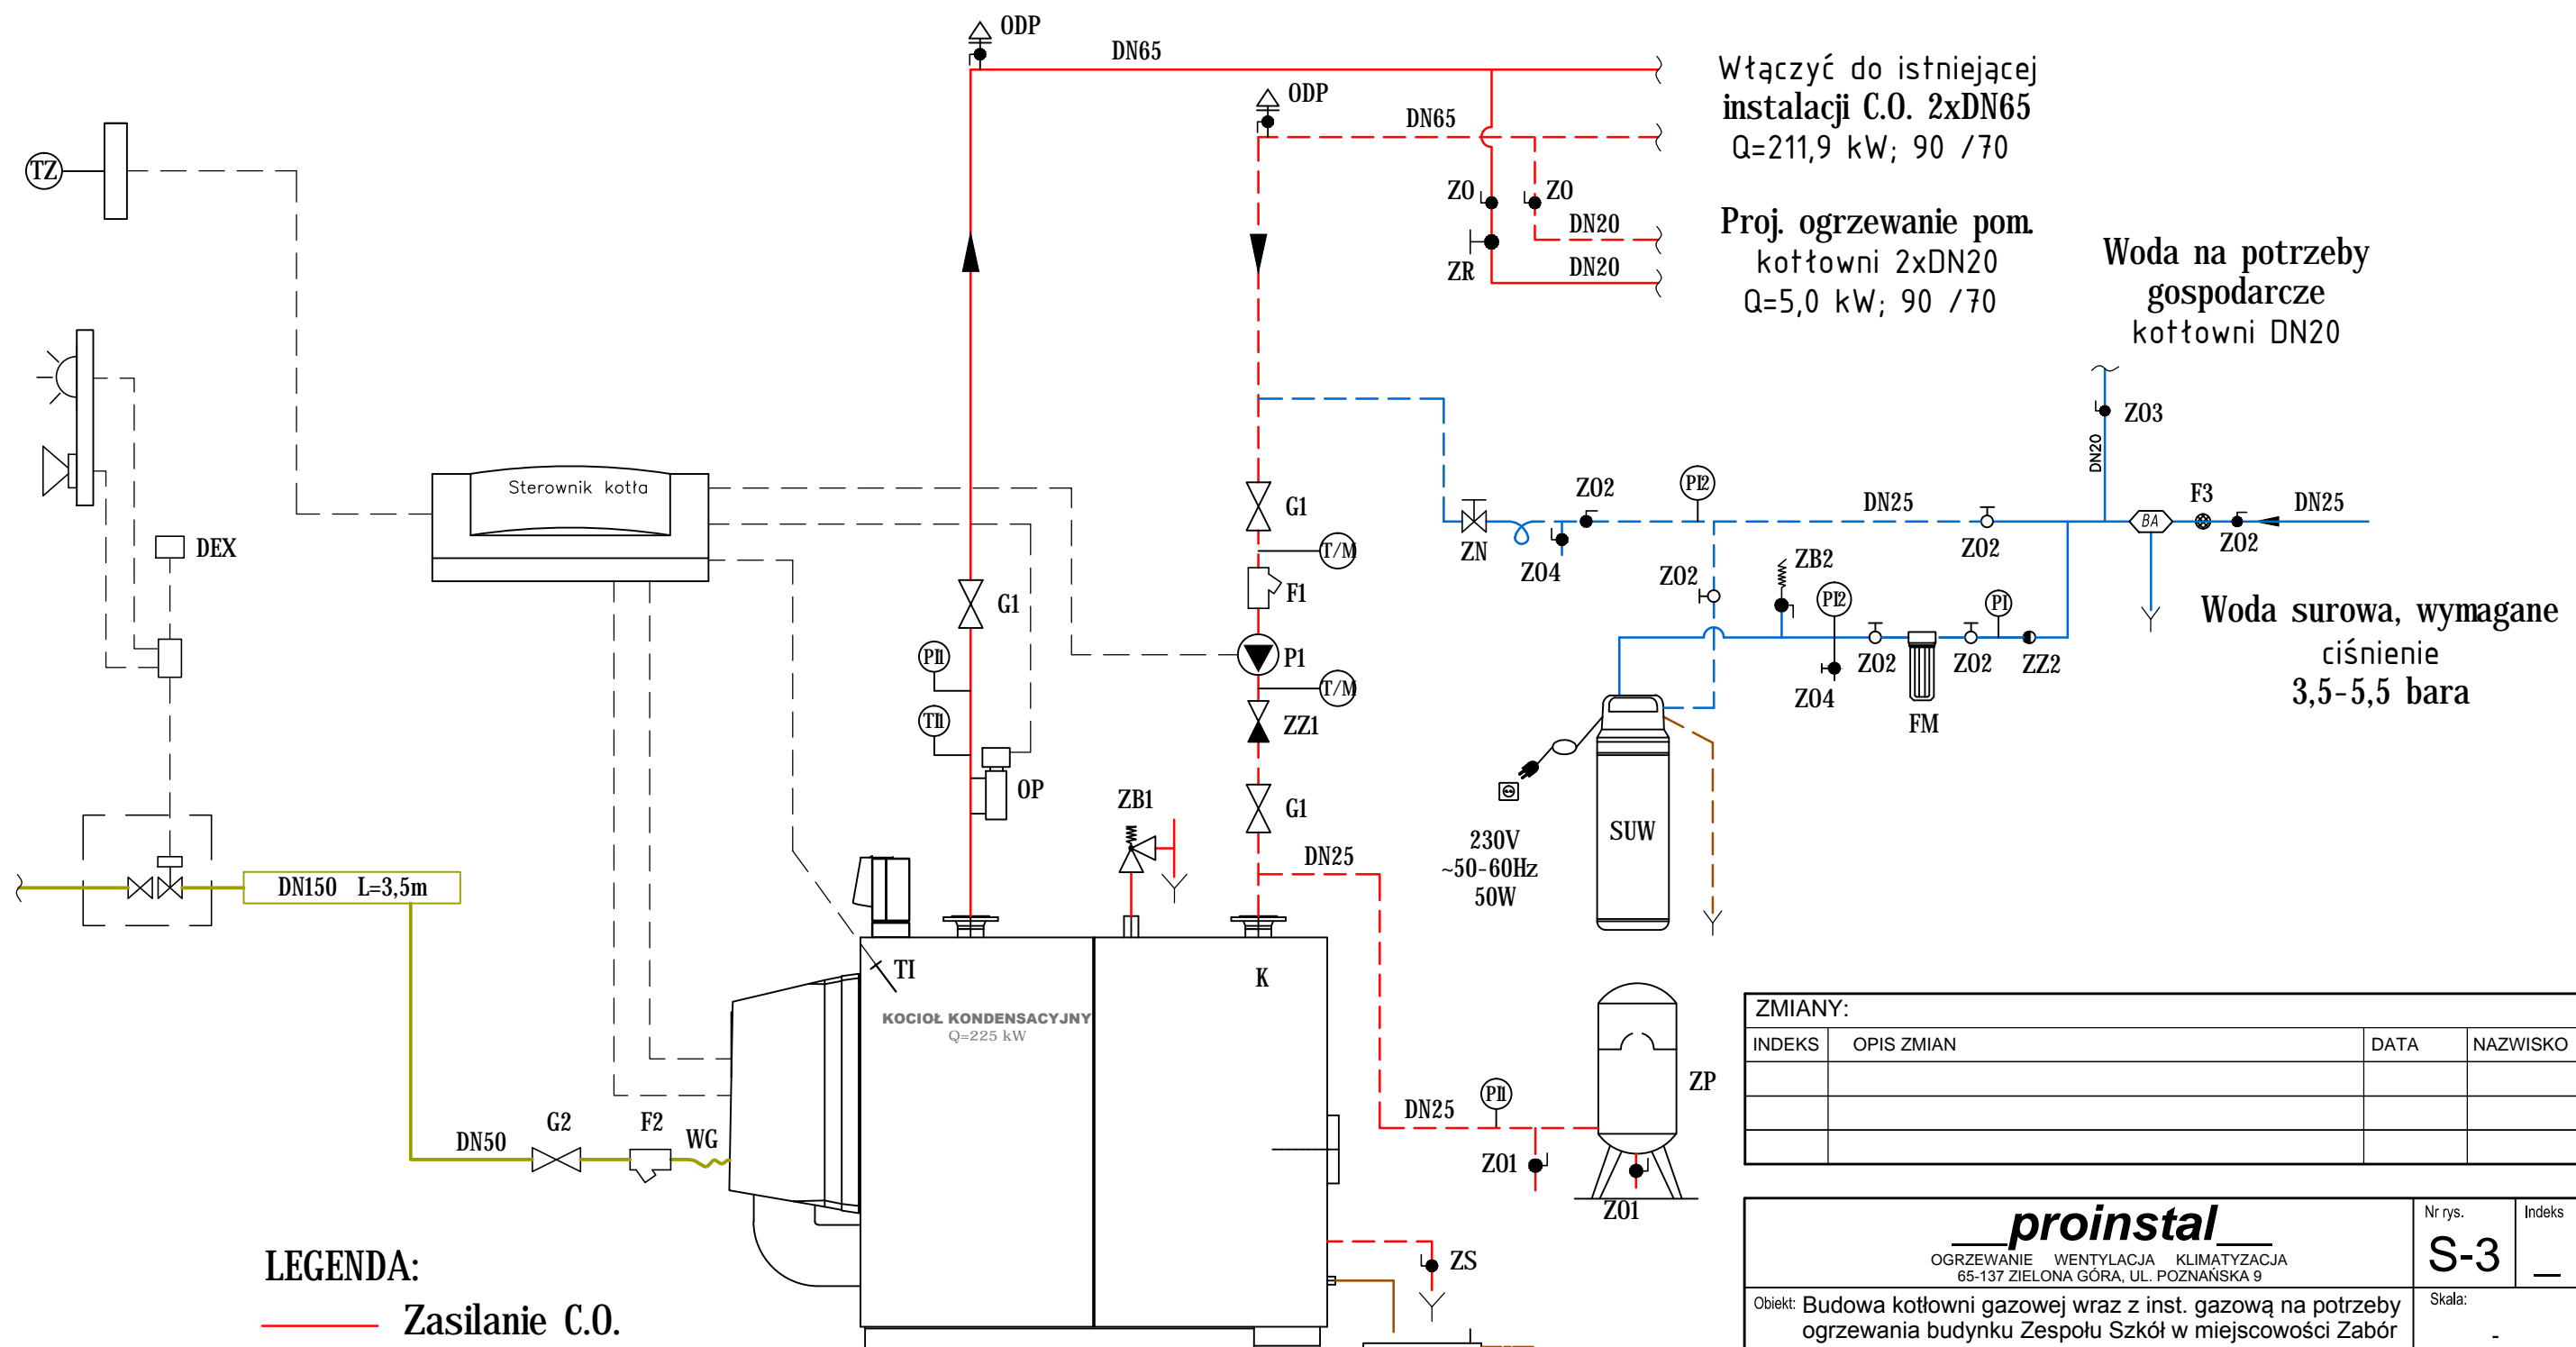 ODP
DN65
Włączyć do istniejącej
instalacji C.O. 2xDN65
Q=211,9 kW; 90 /70
ODP
DN65
TZ
ZO
ZO
DN20
ZR
DN20
Proj. ogrzewanie pom.
kotłowni 2xDN20
Q=5,0 kW; 90 /70
Woda na potrzeby
gospodarcze
kotłowni DN20
ZO3
DN20
Sterownik kotła
G1
ZN
ZO2
ZO4
PI2
DN25
ZO2
BA
F3
ZO2
DN25
DEX
G1
T/M
F1
ZO2
ZB2
PI2
PI
ZO2
ZO2
ZZ2
ZO4
FM
Woda surowa, wymagane
ciśnienie
3,5-5,5 bara
PI1
P1
T/M
TI1
ZZ1
OP
ZB1
G1
230V
~50-60Hz
50W
SUW
DN150 L=3,5m
DN25
TI
K
KOCIOŁ KONDENSACYJNY
Q=225 kW
ZP
DN25
PI1
ZO1
ZO1
DN50
G2
F2
WG
ZS
LEGENDA:
Zasilanie C.O.
ZMIANY:
INDEKS OPIS ZMIAN DATA NAZWISKO
proinstal
OGRZEWANIE WENTYLACJA KLIMATYZACJA
65-137 ZIELONA GÓRA, UL. POZNAŃSKA 9
Nr rys.
S-3
Indeks
_
Obiekt: Budowa kotłowni gazowej wraz z inst. gazową na potrzeby
ogrzewania budynku Zespołu Szkół w miejscowości Zabór
Skala:
-